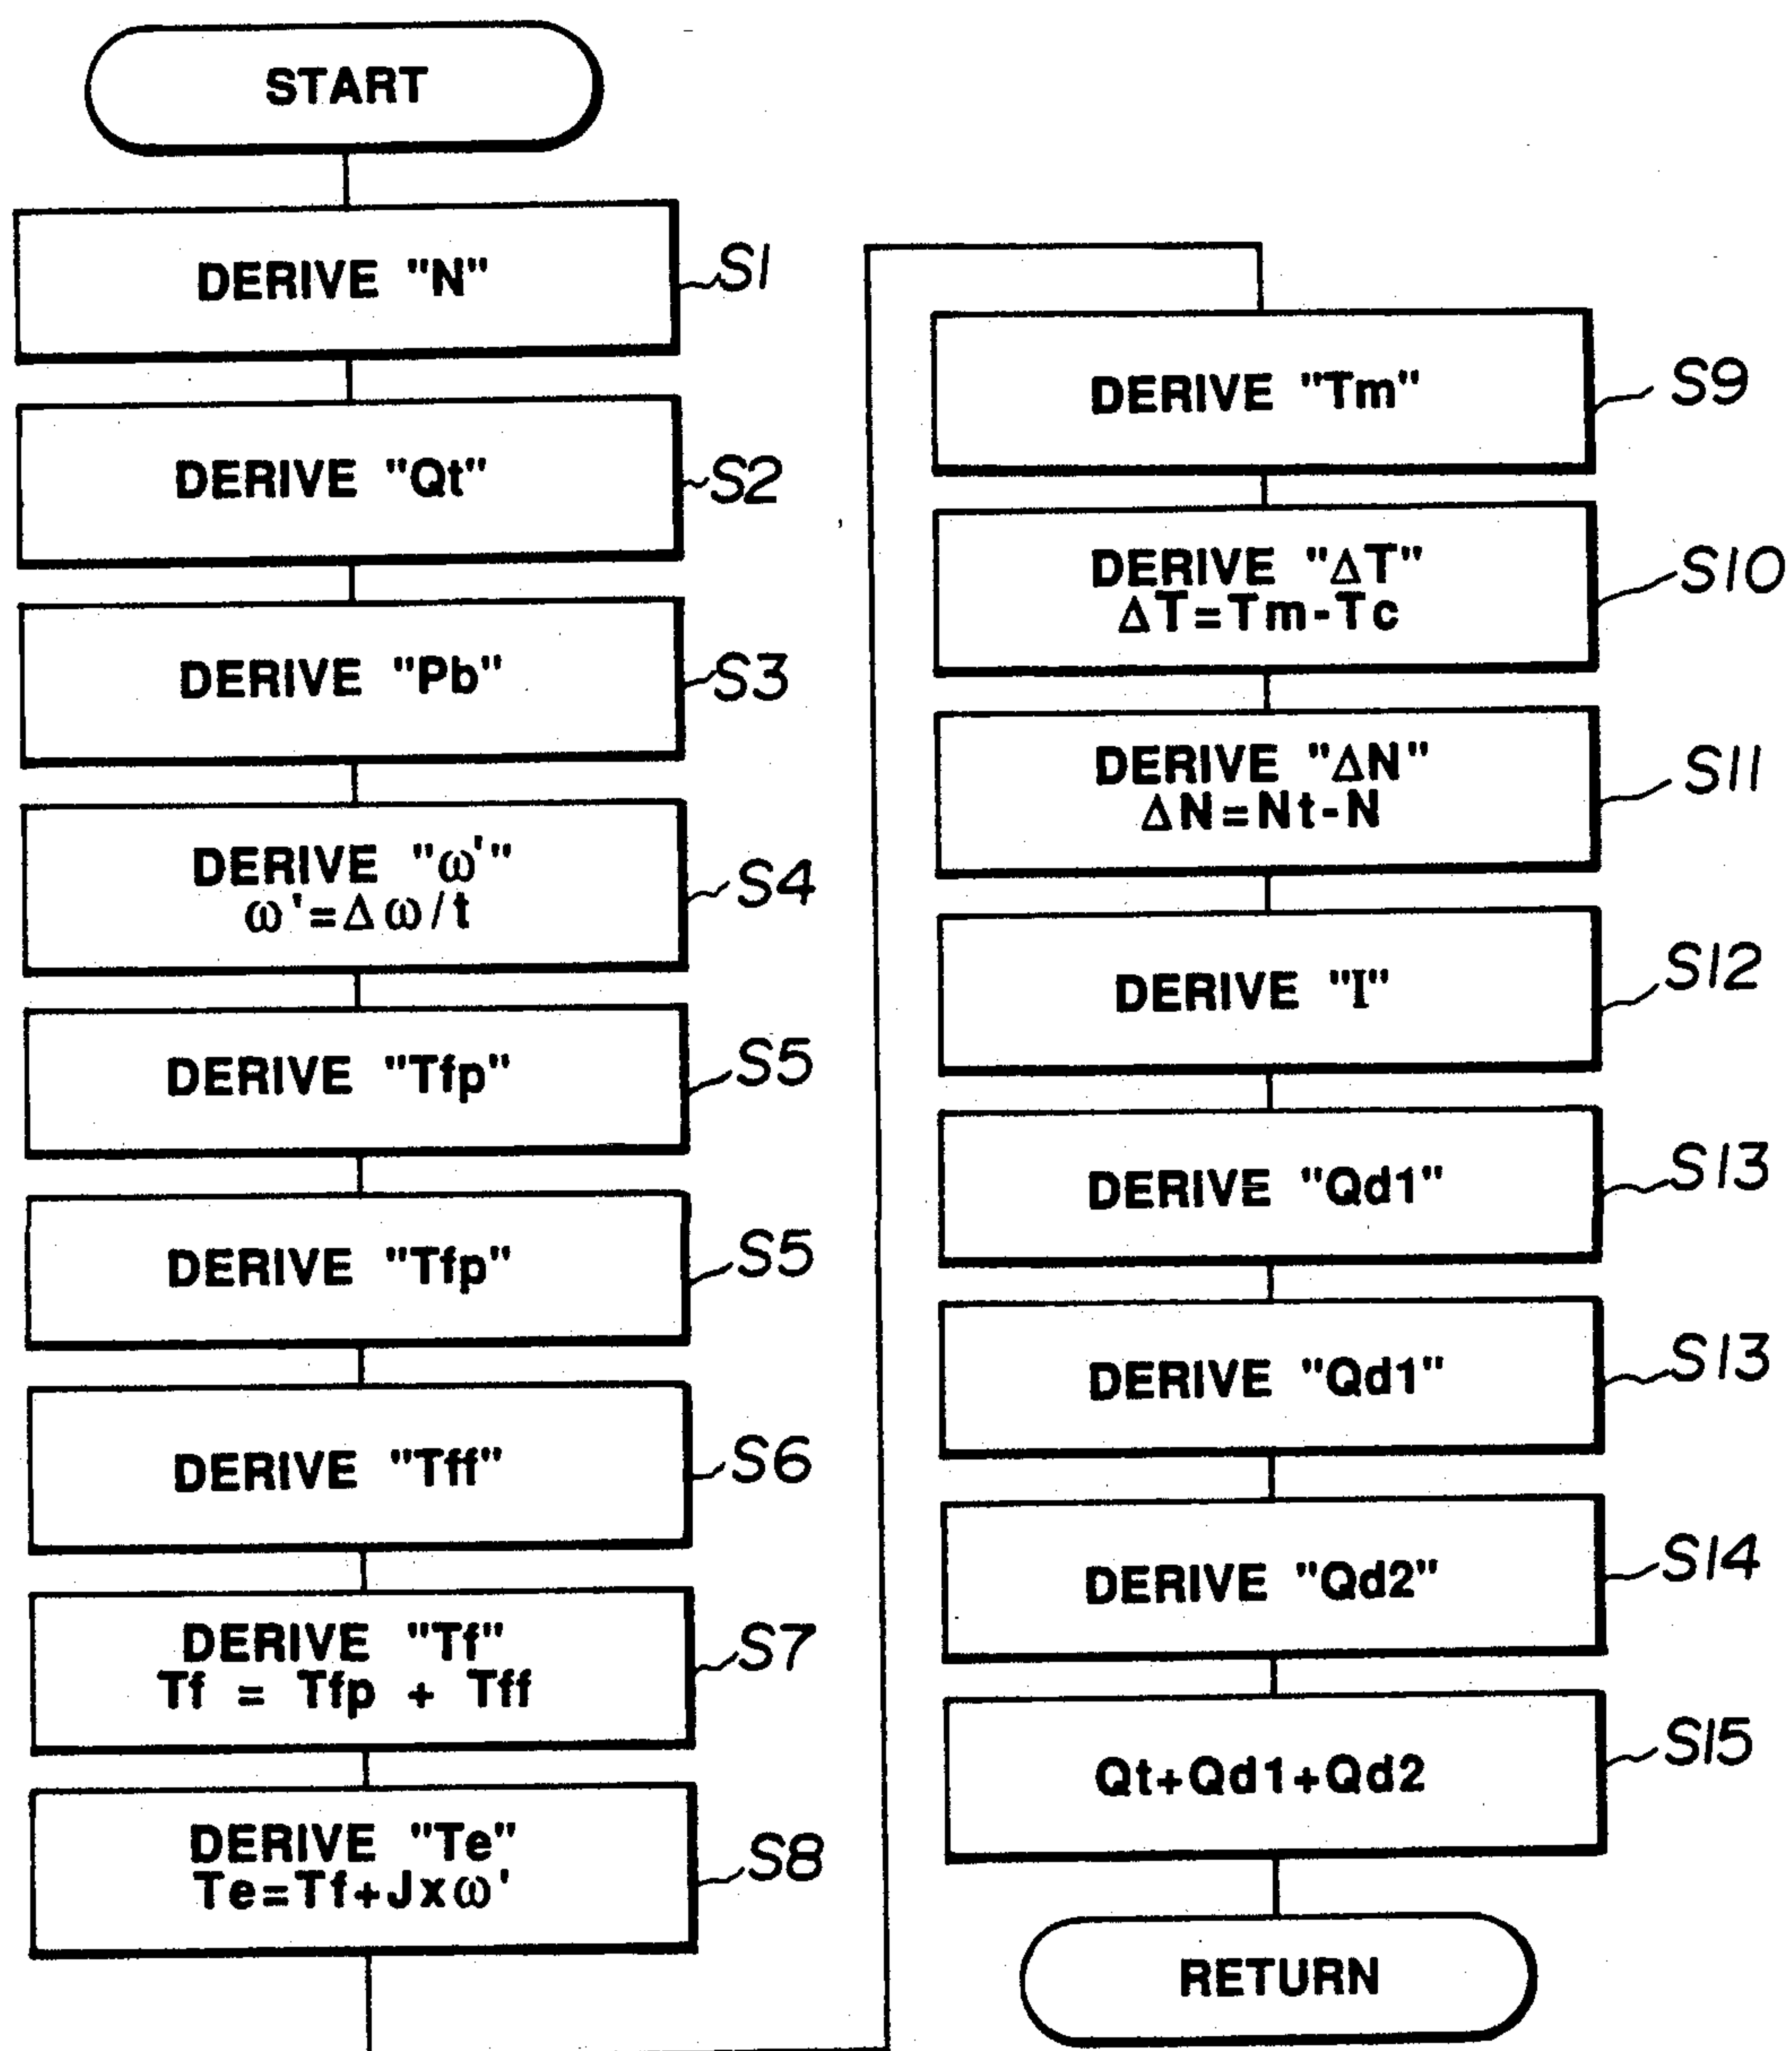 START
DERIVE "N"
S1
DERIVE "Qt"
S2
DERIVE "Pb"
S3
DERIVE "ω'"
ω'=Δω/t
S4
DERIVE "Tfp"
S5
DERIVE "Tfp"
S5
DERIVE "Tff"
S6
DERIVE "Tf"
Tf = Tfp + Tff
S7
DERIVE "Te"
Te=Tf+Jxω'
S8
DERIVE "Tm"
S9
DERIVE "ΔT"
ΔT=Tm-Tc
S10
DERIVE "ΔN"
ΔN=Nt-N
S11
DERIVE "I"
S12
DERIVE "Qd1"
S13
DERIVE "Qd1"
S13
DERIVE "Qd2"
S14
Qt+Qd1+Qd2
S15
RETURN